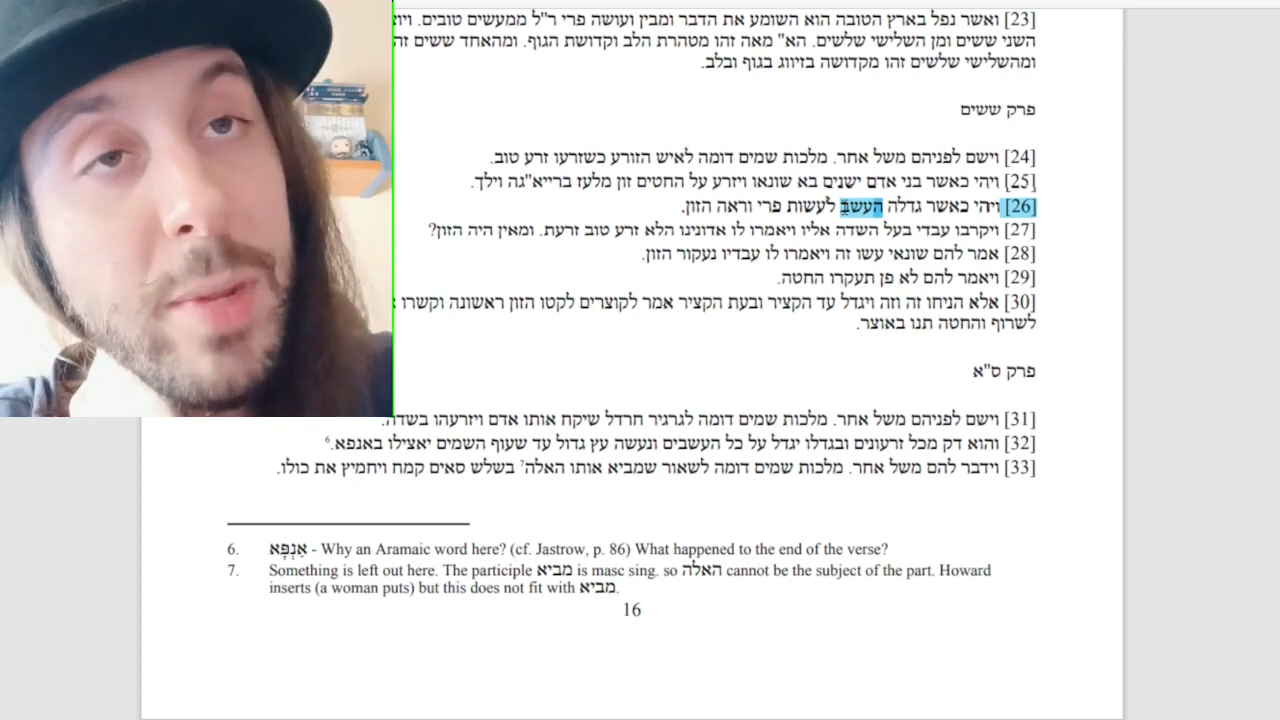 [23] ואשר נפל בארץ הטובה הוא השומע את הדבר ומבין ועושה פרי ר"ל ממעשים טובים.
השני ששים ומן השלישי שלשים. הא" מאה זהו מטהרת הלב וקדושת הגוף. ומהאחד ששים זה
ומהשלישי שלשים זהו מקדושה בזיווג בגוף ובלב.
פרק ששים
[24] וישם לפניהם משל אחר. מלכות שמים דומה לאיש הזורע כשזרעו זרע טוב.
[25] ויהי כאשר בני אדם ישנים בא שונאו ויזרע על החטים זון מלעז ברייא"גה וילך.
[26] ויהי כאשר גדלה העשב לעשות פרי וראה הזון.
[27] ויקרבו עבדי בעל השדה אליו ויאמרו לו אדונינו הלא זרע טוב זרעת. ומאין היה הזון?
[28] אמר להם שונאי עשו זה ויאמרו לו עבדיו נעקור הזון.
[29] ויאמר להם לא פן תעקרו החטה.
[30] אלא הניחו זה וזה ויגדל עד הקציר ובעת הקציר אמר לקוצרים לקטו הזון ראשונה וקשרו
לשרוף והחטה תנו באוצר.
פרק ס"א
[31] וישם לפניהם משל אחר. מלכות שמים דומה לגרגיר חרדל שיקח אותו אדם ויזרעהו בשדה.
[32] והוא דק מכל זרעונים ובגדלו יגדל על כל העשבים ונעשה עץ גדול עד שעוף השמים יאצילו באנפא.6
[33] וידבר להם משל אחר. מלכות שמים דומה לשאור שמביא אותו האלה7 בשלש סאים קמח ויחמיץ את כולו.
6. אַנְפָּא - Why an Aramaic word here? (cf. Jastrow, p. 86) What happened to the end of the verse?
7. Something is left out here. The participle מביא is masc sing. so האלה cannot be the subject of the part. Howard
inserts (a woman puts) but this does not fit with מביא.
16